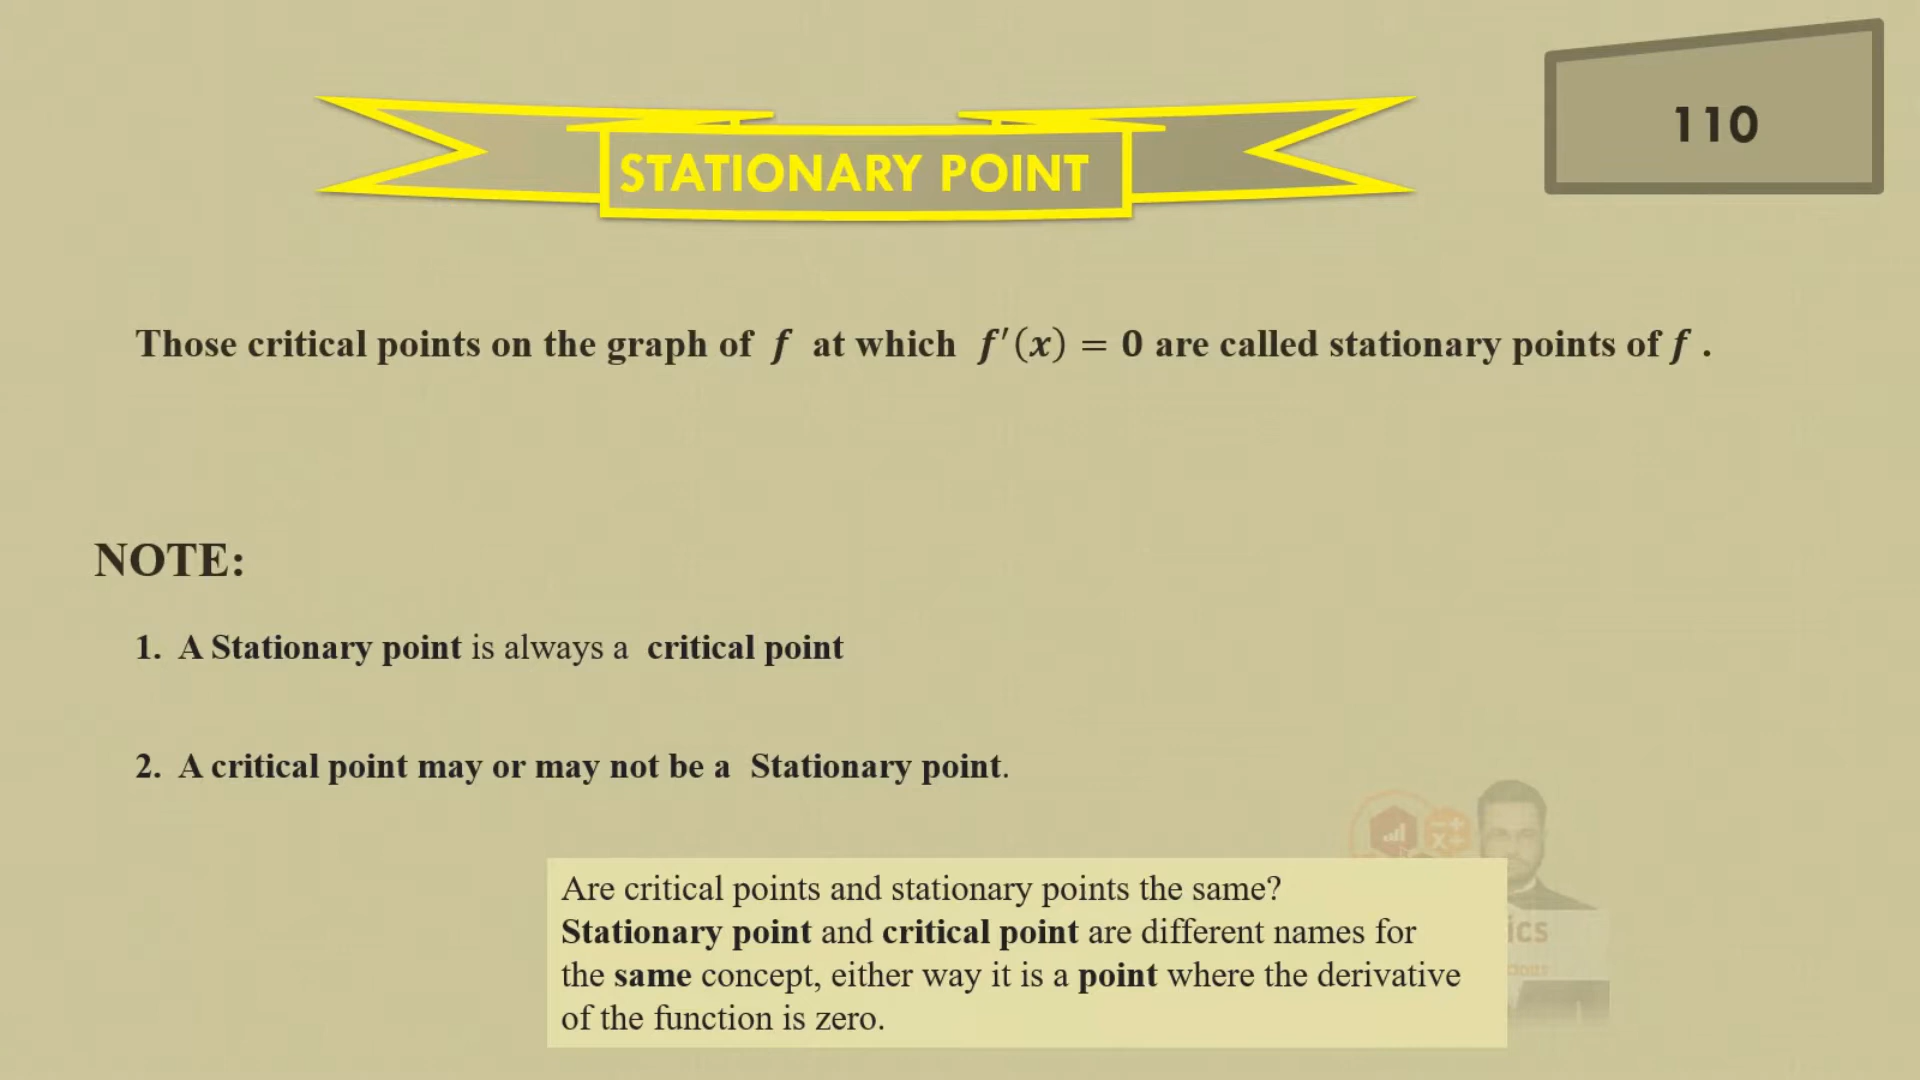 110
STATIONARY POINT
Those critical points on the graph of f at which f′(x) = 0 are called stationary points of f .
NOTE:
1. A Stationary point is always a critical point
2. A critical point may or may not be a Stationary point.
Are critical points and stationary points the same?
Stationary point and critical point are different names for
the same concept, either way it is a point where the derivative
of the function is zero.
ics